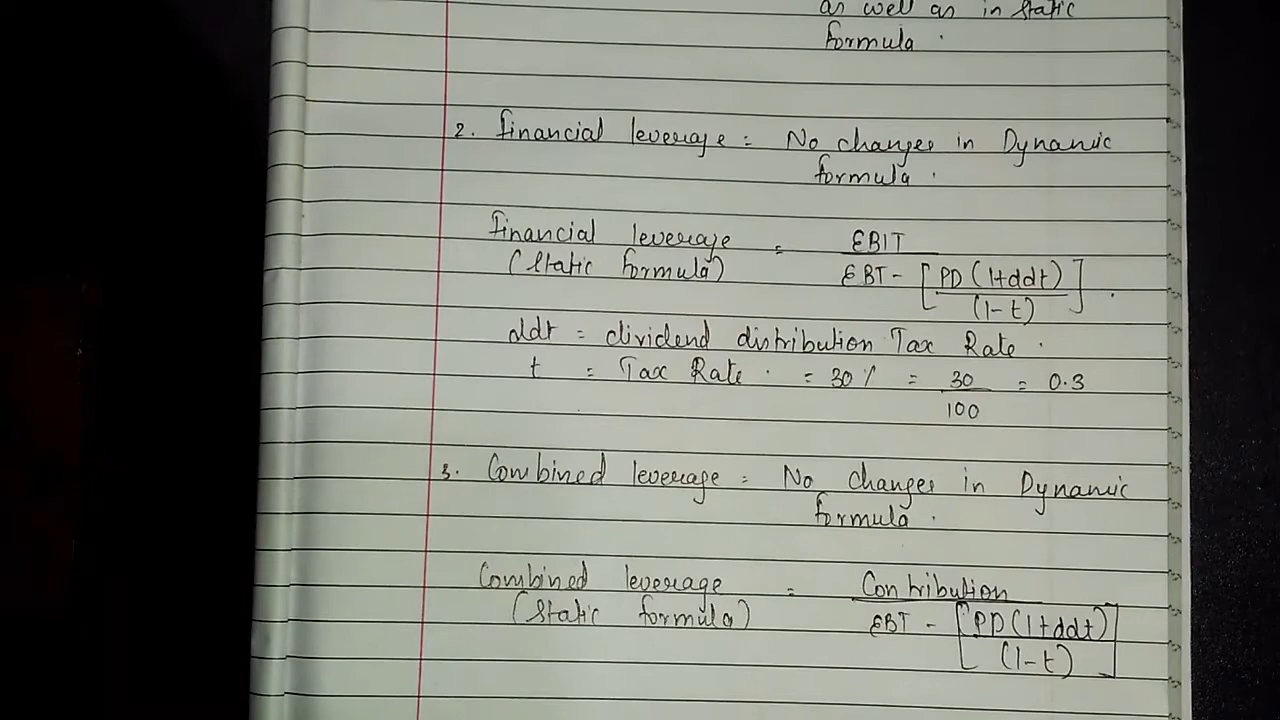 as well as in static
formula.
2. Financial leverage = No changes in Dynamic
formula.
Financial leverage = EBIT
(Static formula) EBT - [PD (1+ddt)
(1-t)]
ddt = dividend distribution Tax Rate.
t = Tax Rate. = 30% = 30 = 0.3
100
3. Combined leverage = No changes in Dynamic
formula.
Combined leverage = Contribution
(Static formula) EBT - [PD (1+ddt)
(1-t)]